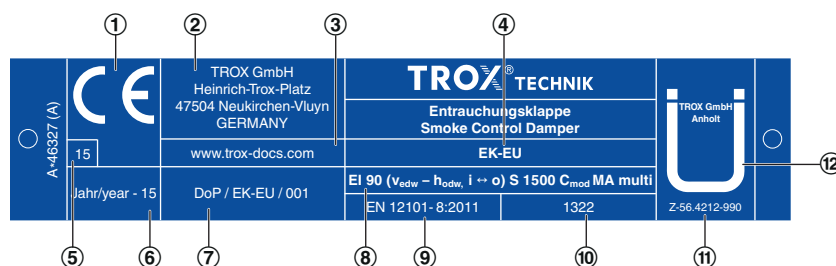 ① ② ③ ④
A*46327 (A)
CE
15
Jahr/year - 15
TROX GmbH
Heinrich-Trox-Platz
47504 Neukirchen-Vluyn
GERMANY
www.trox-docs.com
DoP / EK-EU / 001
TROX® TECHNIK
Entrauchungsklappe
Smoke Control Damper
EK-EU
EI 90 (vedw – hodw, i ↔ o) S 1500 Cmod MA multi
EN 12101- 8:2011
1322
TROX GmbH
Anholt
Z-56.4212-990
⑫
⑤ ⑥ ⑦ ⑧ ⑨ ⑩ ⑪